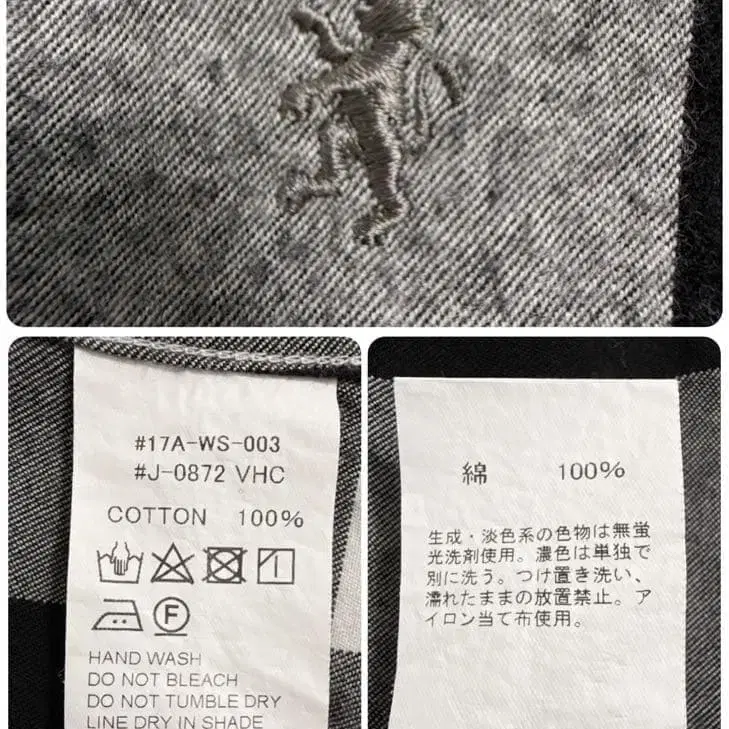 #17A-WS-003
#J-0872 VHC
COTTON 100%
F
HAND WASH
DO NOT BLEACH
DO NOT TUMBLE DRY
LINE DRY IN SHADE
綿 100%
生成・淡色系の色物は無蛍
光洗剤使用。濃色は単独で
別に洗う。つけ置き洗い、
濡れたままの放置禁止。ア
イロン当て布使用。